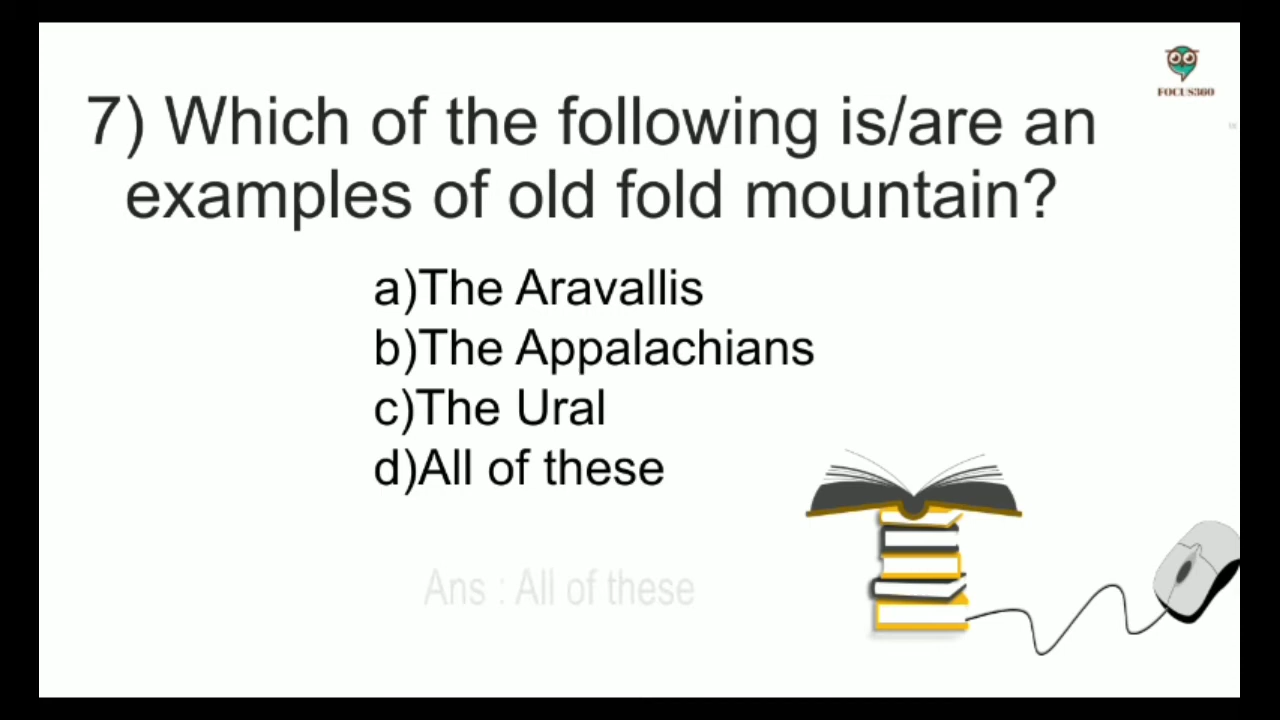 FOCUS360
7) Which of the following is/are an
examples of old fold mountain?
a)The Aravallis
b)The Appalachians
c)The Ural
d)All of these
Ans : All of these